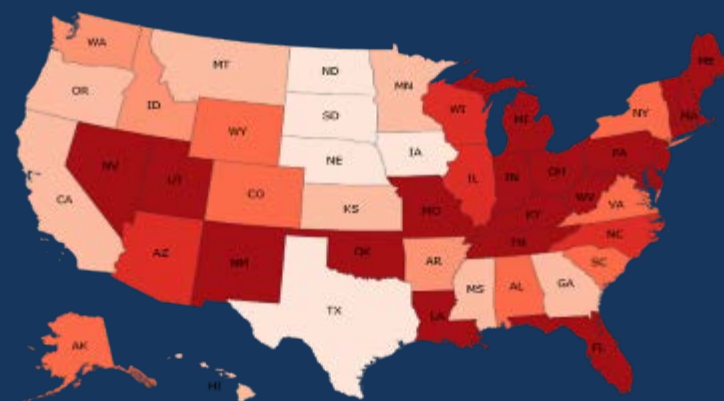 WA
MT
ND
MN
ME
OR
ID
SD
WI
MI
NY
MA
WY
NE
IA
PA
NV
UT
CO
IL
IN
OH
CA
KS
MO
KY
WV
VA
AZ
NM
OK
AR
TN
NC
SC
TX
MS
AL
GA
LA
FL
AK
HI